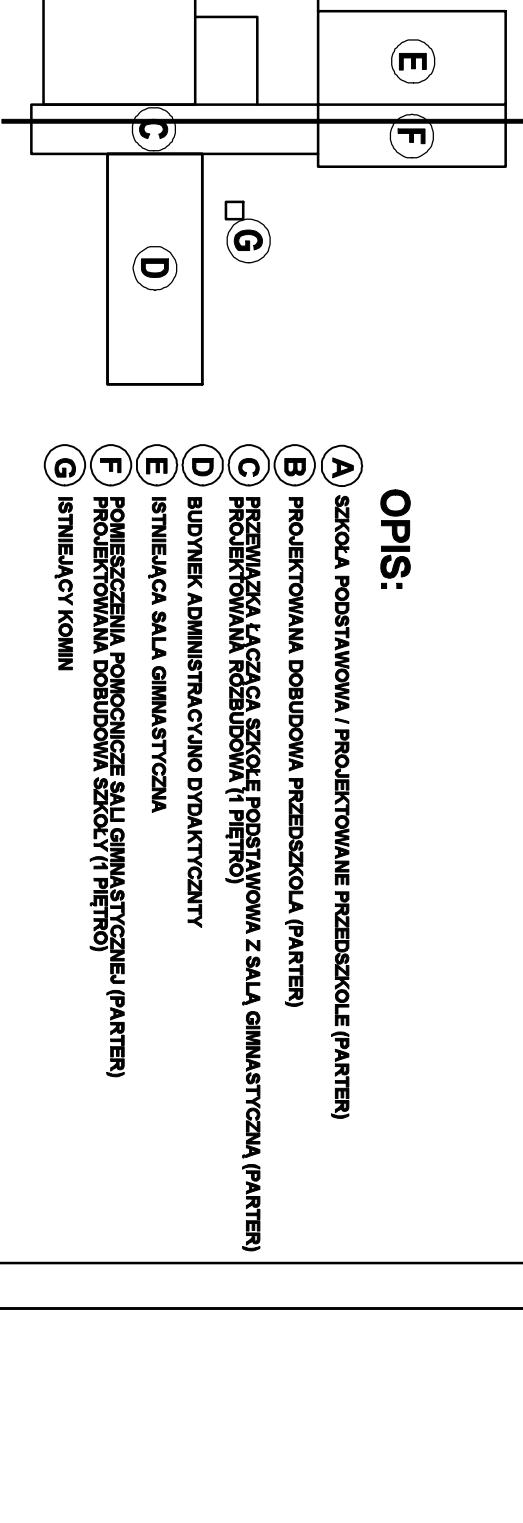 E
F
C
G
D
OPIS:
A SZKOŁA PODSTAWOWA / PROJEKTOWANE PRZEDSZKOLE (PARTER)
B PROJEKTOWANA DOBUDOWA PRZEDSZKOLA (PARTER)
C PRZEWIĄZKA ŁĄCZĄCA SZKOŁĘ PODSTAWOWĄ Z SALĄ GIMNASTYCZNĄ (PARTER)
PROJEKTOWANA ROZBUDOWA (1 PIĘTRO)
D BUDYNEK ADMINISTRACYJNO DYDAKTYCZNTY
E ISTNIEJĄCA SALA GIMNASTYCZNA
F POMIESZCZENIA POMOCNICZE SALI GIMNASTYCZNEJ (PARTER)
PROJEKTOWANA DOBUDOWA SZKOŁY (1 PIĘTRO)
G ISTNIEJĄCY KOMIN